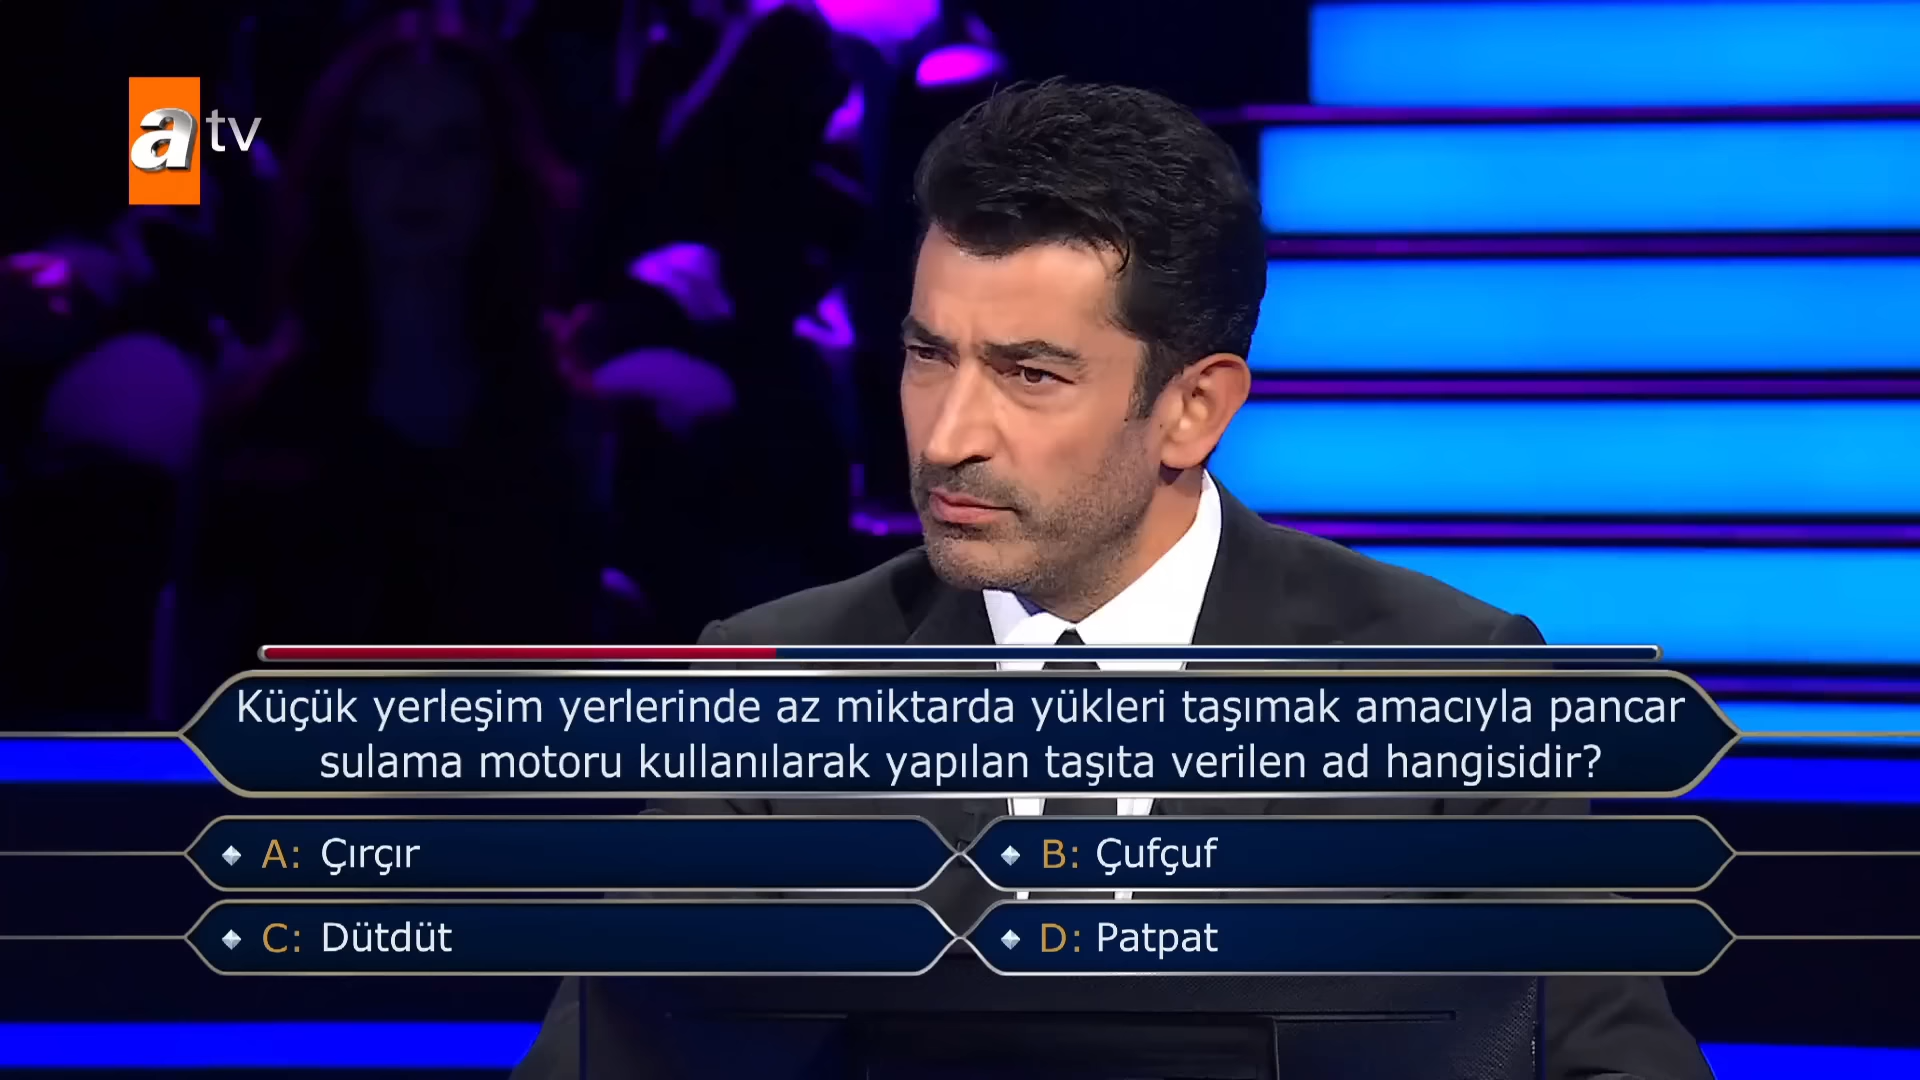 atv
Küçük yerleşim yerlerinde az miktarda yükleri taşımak amacıyla pancar
sulama motoru kullanılarak yapılan taşıta verilen ad hangisidir?
A: Çırçır
B: Çufçuf
C: Dütdüt
D: Patpat